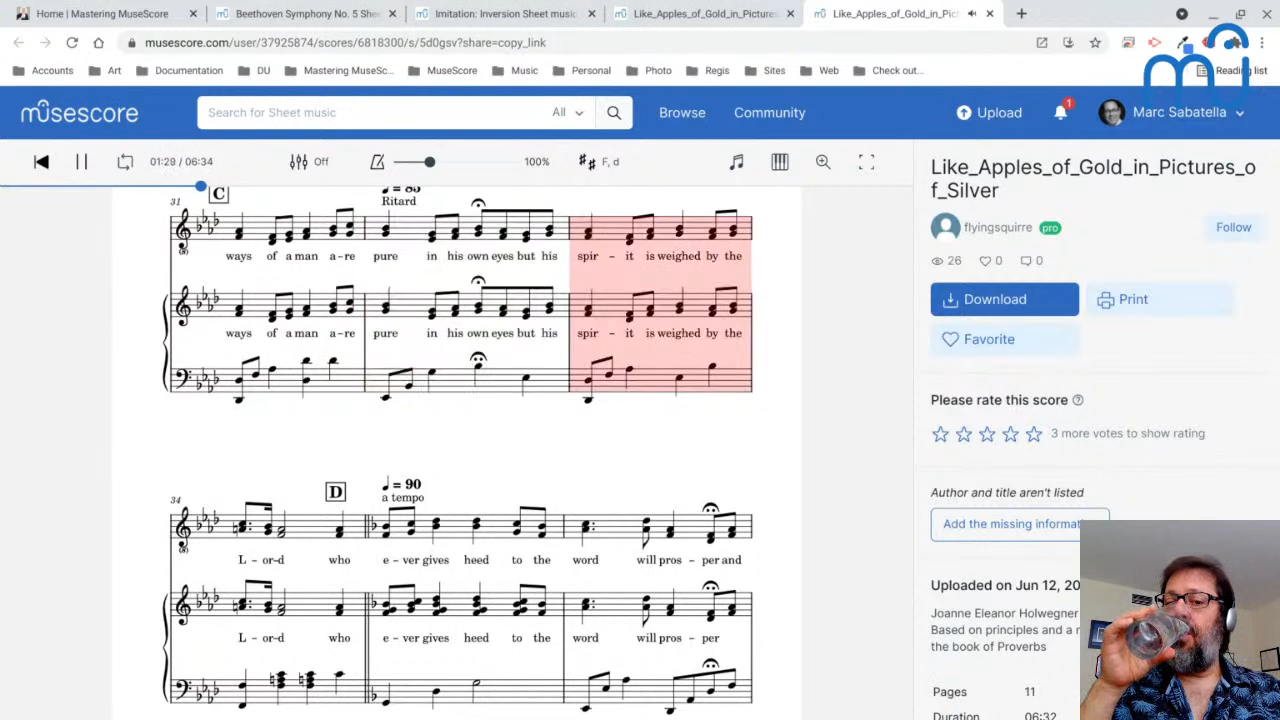 Home | Mastering MuseScore
Beethoven Symphony No. 5 Shee
Imitation: Inversion Sheet music
Like_Apples_of_Gold_in_Pictures
Like_Apples_of_Gold_in_Pict
musescore.com/user/37925874/scores/6818300/s/5d0gsv?share=copy_link
Accounts Art Documentation DU Mastering MuseSc... MuseScore Music Personal Photo Regis Sites Web Check out... Reading list
musescore
Search for Sheet music
All
Browse
Community
Upload
1
Marc Sabatella
01:29 / 06:34
Off
100%
F, d
C
31
= 85
Ritard
ways of a man a-re pure in his own eyes but his spir - it is weighed by the
ways of a man a-re pure in his own eyes but his spir - it is weighed by the
34
D
= 90
a tempo
L - or-d who e - ver gives heed to the word will pros - per and
L - or-d who e - ver gives heed to the word will pros - per
Like_Apples_of_Gold_in_Pictures_o
f_Silver
flyingsquirre pro
Follow
26 0 0
Download
Print
Favorite
Please rate this score
3 more votes to show rating
Author and title aren't listed
Add the missing informat
Uploaded on Jun 12, 20
Joanne Eleanor Holwegner
Based on principles and a
the book of Proverbs
Pages 11
Duration 06:32